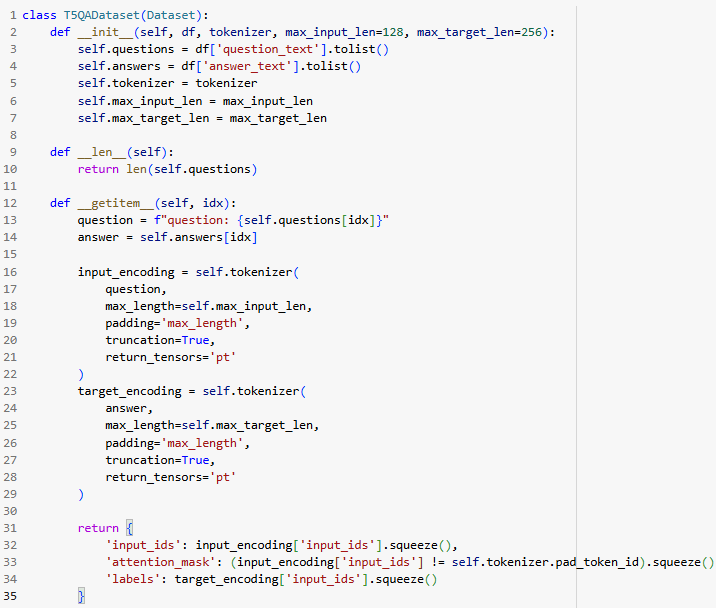 1 class T5QADataset(Dataset):
2     def __init__(self, df, tokenizer, max_input_len=128, max_target_len=256):
3         self.questions = df['question_text'].tolist()
4         self.answers = df['answer_text'].tolist()
5         self.tokenizer = tokenizer
6         self.max_input_len = max_input_len
7         self.max_target_len = max_target_len
8
9     def __len__(self):
10         return len(self.questions)
11
12     def __getitem__(self, idx):
13         question = f"question: {self.questions[idx]}"
14         answer = self.answers[idx]
15
16         input_encoding = self.tokenizer(
17             question,
18             max_length=self.max_input_len,
19             padding='max_length',
20             truncation=True,
21             return_tensors='pt'
22         )
23         target_encoding = self.tokenizer(
24             answer,
25             max_length=self.max_target_len,
26             padding='max_length',
27             truncation=True,
28             return_tensors='pt'
29         )
30
31         return {
32             'input_ids': input_encoding['input_ids'].squeeze(),
33             'attention_mask': (input_encoding['input_ids'] != self.tokenizer.pad_token_id).squeeze()
34             'labels': target_encoding['input_ids'].squeeze()
35         }